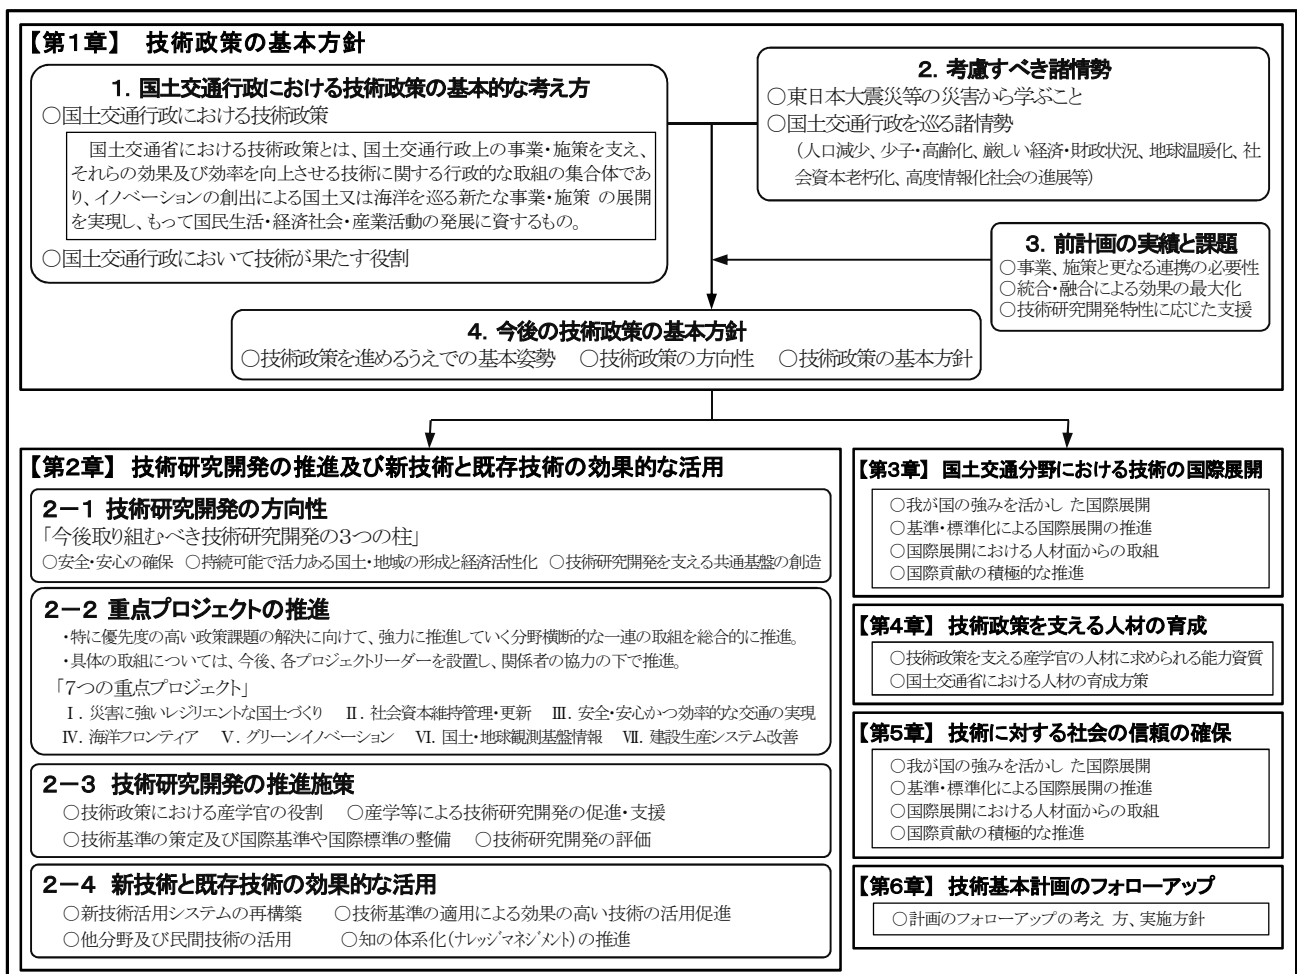 【第1章】 技術政策の基本方針
1. 国土交通行政における技術政策の基本的な考え方
○国土交通行政における技術政策
国土交通省における技術政策とは、国土交通行政上の事業・施策を支え、
それらの効果及び効率を向上させる技術に関する行政的な取組の集合体であ
り、イノベーションの創出による国土又は海洋を巡る新たな事業・施策 の展開
を実現し、もって国民生活・経済社会・産業活動の発展に資するもの。
○国土交通行政において技術が果たす役割
2. 考慮すべき諸情勢
○東日本大震災等の災害から学ぶこと
○国土交通行政を巡る諸情勢
（人口減少、少子・高齢化、厳しい経済・財政状況、地球温暖化、社
会資本老朽化、高度情報化社会の進展等）
3. 前計画の実績と課題
○事業、施策と更なる連携の必要性
○統合・融合による効果の最大化
○技術研究開発特性に応じた支援
4. 今後の技術政策の基本方針
○技術政策を進めるうえでの基本姿勢 ○技術政策の方向性 ○技術政策の基本方針
【第2章】 技術研究開発の推進及び新技術と既存技術の効果的な活用
2－1 技術研究開発の方向性
「今後取り組むべき技術研究開発の3つの柱」
○安全・安心の確保 ○持続可能で活力ある国土・地域の形成と経済活性化 ○技術研究開発を支える共通基盤の創造
2－2 重点プロジェクトの推進
・特に優先度の高い政策課題の解決に向けて、強力に推進していく分野横断的な一連の取組を総合的に推進。
・具体の取組については、今後、各プロジェクトリーダーを設置し、関係者の協力の下で推進。
「7つの重点プロジェクト」
Ⅰ. 災害に強いレジリエントな国土づくり Ⅱ. 社会資本維持管理・更新 Ⅲ. 安全・安心かつ効率的な交通の実現
Ⅳ. 海洋フロンティア Ⅴ. グリーンイノベーション Ⅵ. 国土・地球観測基盤情報 Ⅶ. 建設生産システム改善
2－3 技術研究開発の推進施策
○技術政策における産学官の役割 ○産学等による技術研究開発の促進・支援
○技術基準の策定及び国際基準や国際標準の整備 ○技術研究開発の評価
2－4 新技術と既存技術の効果的な活用
○新技術活用システムの再構築 ○技術基準の適用による効果の高い技術の活用促進
○他分野及び民間技術の活用 ○知の体系化（ナレッジマネジメント）の推進
【第3章】 国土交通分野における技術の国際展開
○我が国の強みを活かし た国際展開
○基準・標準化による国際展開の推進
○国際展開における人材面からの取組
○国際貢献の積極的な推進
【第4章】 技術政策を支える人材の育成
○技術政策を支える産学官の人材に求められる能力資質
○国土交通省における人材の育成方策
【第5章】 技術に対する社会の信頼の確保
○我が国の強みを活かし た国際展開
○基準・標準化による国際展開の推進
○国際展開における人材面からの取組
○国際貢献の積極的な推進
【第6章】 技術基本計画のフォローアップ
○計画のフォローアップの考え 方、実施方針